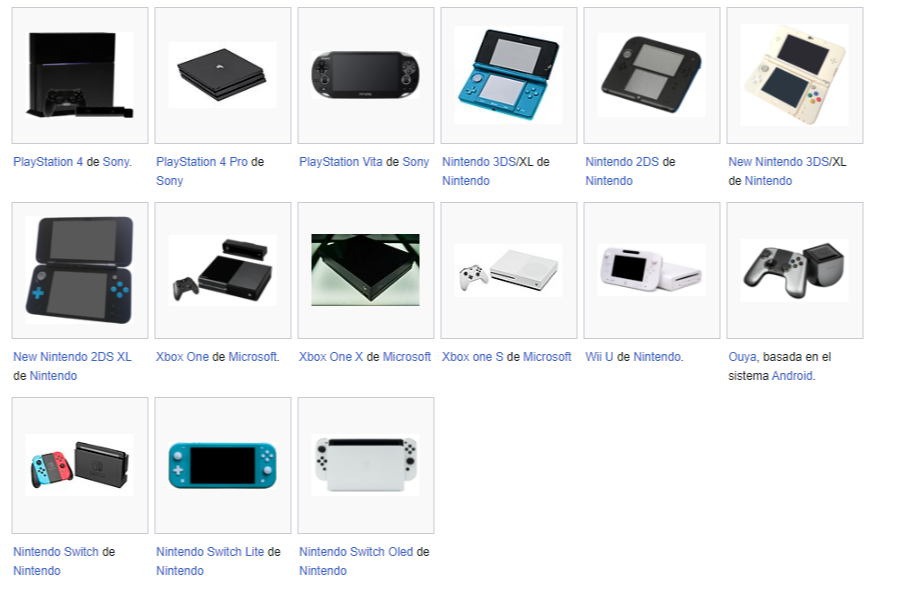 PlayStation 4 de Sony.
PlayStation 4 Pro de
Sony
PlayStation Vita de Sony
Nintendo 3DS/XL de
Nintendo
Nintendo 2DS de
Nintendo
New Nintendo 3DS/XL
de Nintendo
New Nintendo 2DS XL
de Nintendo
Xbox One de Microsoft.
Xbox One X de Microsoft
Xbox one S de Microsoft
Wii U de Nintendo.
Ouya, basada en el
sistema Android.
Nintendo Switch de
Nintendo
Nintendo Switch Lite de
Nintendo
Nintendo Switch Oled de
Nintendo